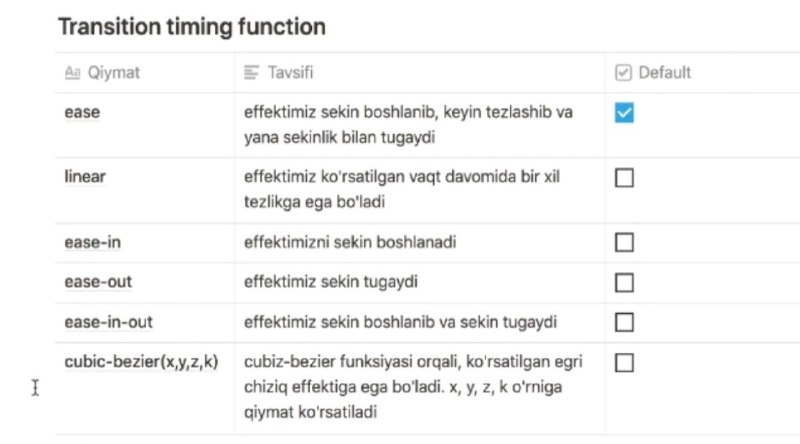 Transition timing function
Aa Qiymat
Tavsifi
Default
ease
effektimiz sekin boshlanib, keyin tezlashib va
yana sekinlik bilan tugaydi
linear
effektimiz ko'rsatilgan vaqt davomida bir xil
tezlikga ega bo'ladi
ease-in
effektimizni sekin boshlanadi
ease-out
effektimiz sekin tugaydi
ease-in-out
effektimiz sekin boshlanib va sekin tugaydi
cubic-bezier(x,y,z,k)
cubiz-bezier funksiyasi orqali, ko'rsatilgan egri
chiziq effektiga ega bo'ladi. x, y, z, k o'rniga
qiymat ko'rsatiladi